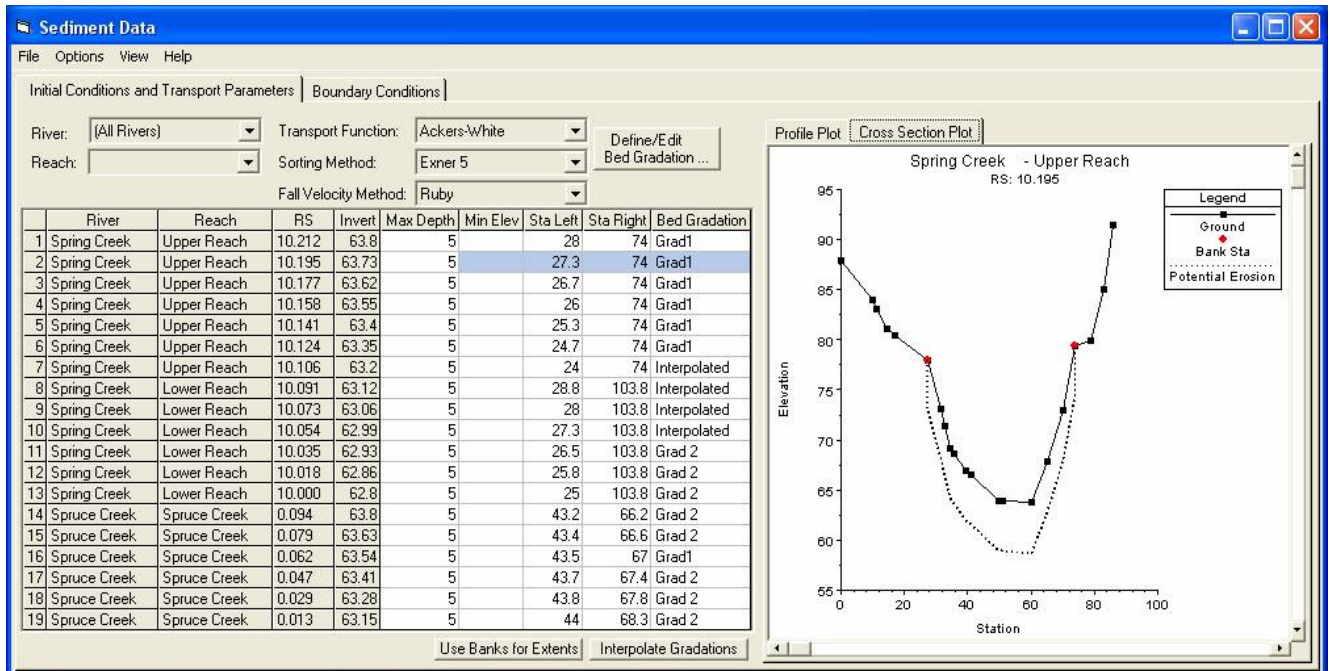 Sediment Data
File Options View Help
Initial Conditions and Transport Parameters Boundary Conditions
River: (All Rivers) Transport Function: Ackers-White Define/Edit Bed Gradation ...
Reach: Sorting Method: Exner 5
Fall Velocity Method: Ruby
River Reach RS Invert Max Depth Min Elev Sta Left Sta Right Bed Gradation
1 Spring Creek Upper Reach 10.212 63.8 5 28 74 Grad1
2 Spring Creek Upper Reach 10.195 63.73 5 27.3 74 Grad1
3 Spring Creek Upper Reach 10.177 63.62 5 26.7 74 Grad1
4 Spring Creek Upper Reach 10.158 63.55 5 26 74 Grad1
5 Spring Creek Upper Reach 10.141 63.4 5 25.3 74 Grad1
6 Spring Creek Upper Reach 10.124 63.35 5 24.7 74 Grad1
7 Spring Creek Upper Reach 10.106 63.2 5 24 74 Interpolated
8 Spring Creek Lower Reach 10.091 63.12 5 28.8 103.8 Interpolated
9 Spring Creek Lower Reach 10.073 63.06 5 28 103.8 Interpolated
10 Spring Creek Lower Reach 10.054 62.99 5 27.3 103.8 Interpolated
11 Spring Creek Lower Reach 10.035 62.93 5 26.5 103.8 Grad 2
12 Spring Creek Lower Reach 10.018 62.86 5 25.8 103.8 Grad 2
13 Spring Creek Lower Reach 10.000 62.8 5 25 103.8 Grad 2
14 Spruce Creek Spruce Creek 0.094 63.8 5 43.2 66.2 Grad 2
15 Spruce Creek Spruce Creek 0.079 63.63 5 43.4 66.6 Grad 2
16 Spruce Creek Spruce Creek 0.062 63.54 5 43.5 67 Grad1
17 Spruce Creek Spruce Creek 0.047 63.41 5 43.7 67.4 Grad 2
18 Spruce Creek Spruce Creek 0.029 63.28 5 43.8 67.8 Grad 2
19 Spruce Creek Spruce Creek 0.013 63.15 5 44 68.3 Grad 2
Use Banks for Extents Interpolate Gradations
Profile Plot Cross Section Plot
Spring Creek - Upper Reach
RS: 10.195
Legend
Ground
Bank Sta
Potential Erosion
95
90
85
80
75
70
65
60
55
Elevation
0 20 40 60 80 100
Station